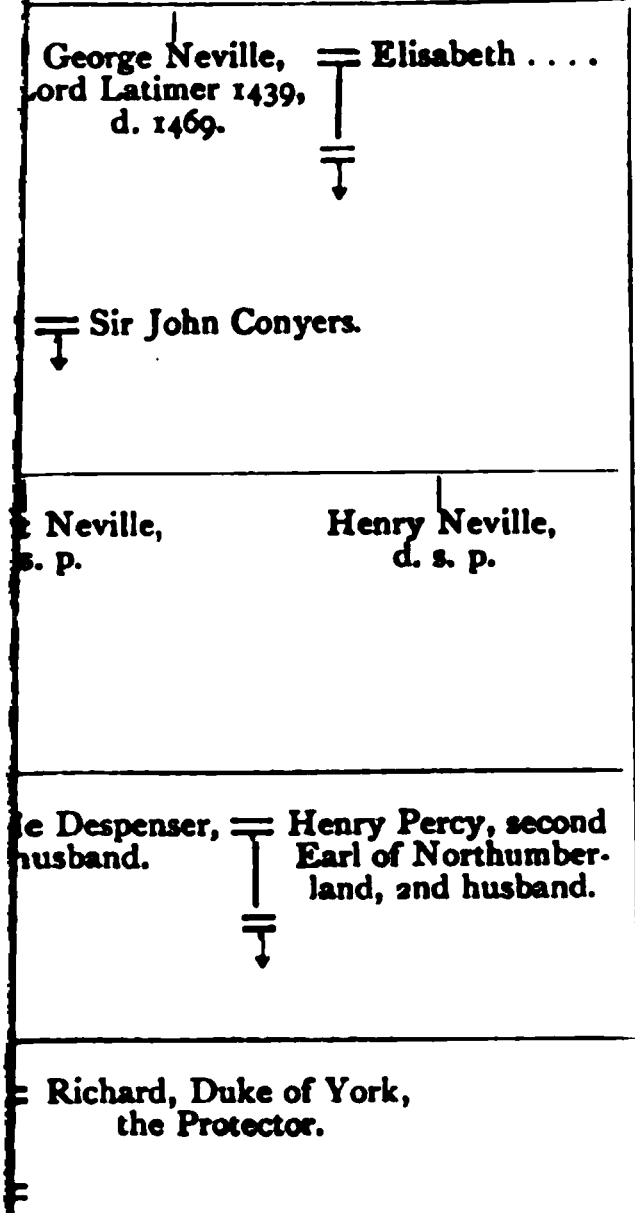 George Neville, = Elisabeth ....
ord Latimer 1439,
d. 1469.
= Sir John Conyers.
Neville,
s. p.
Henry Neville,
d. s. p.
e Despenser, = Henry Percy, second
husband.
Earl of Northumber-
land, 2nd husband.
= Richard, Duke of York,
the Protector.